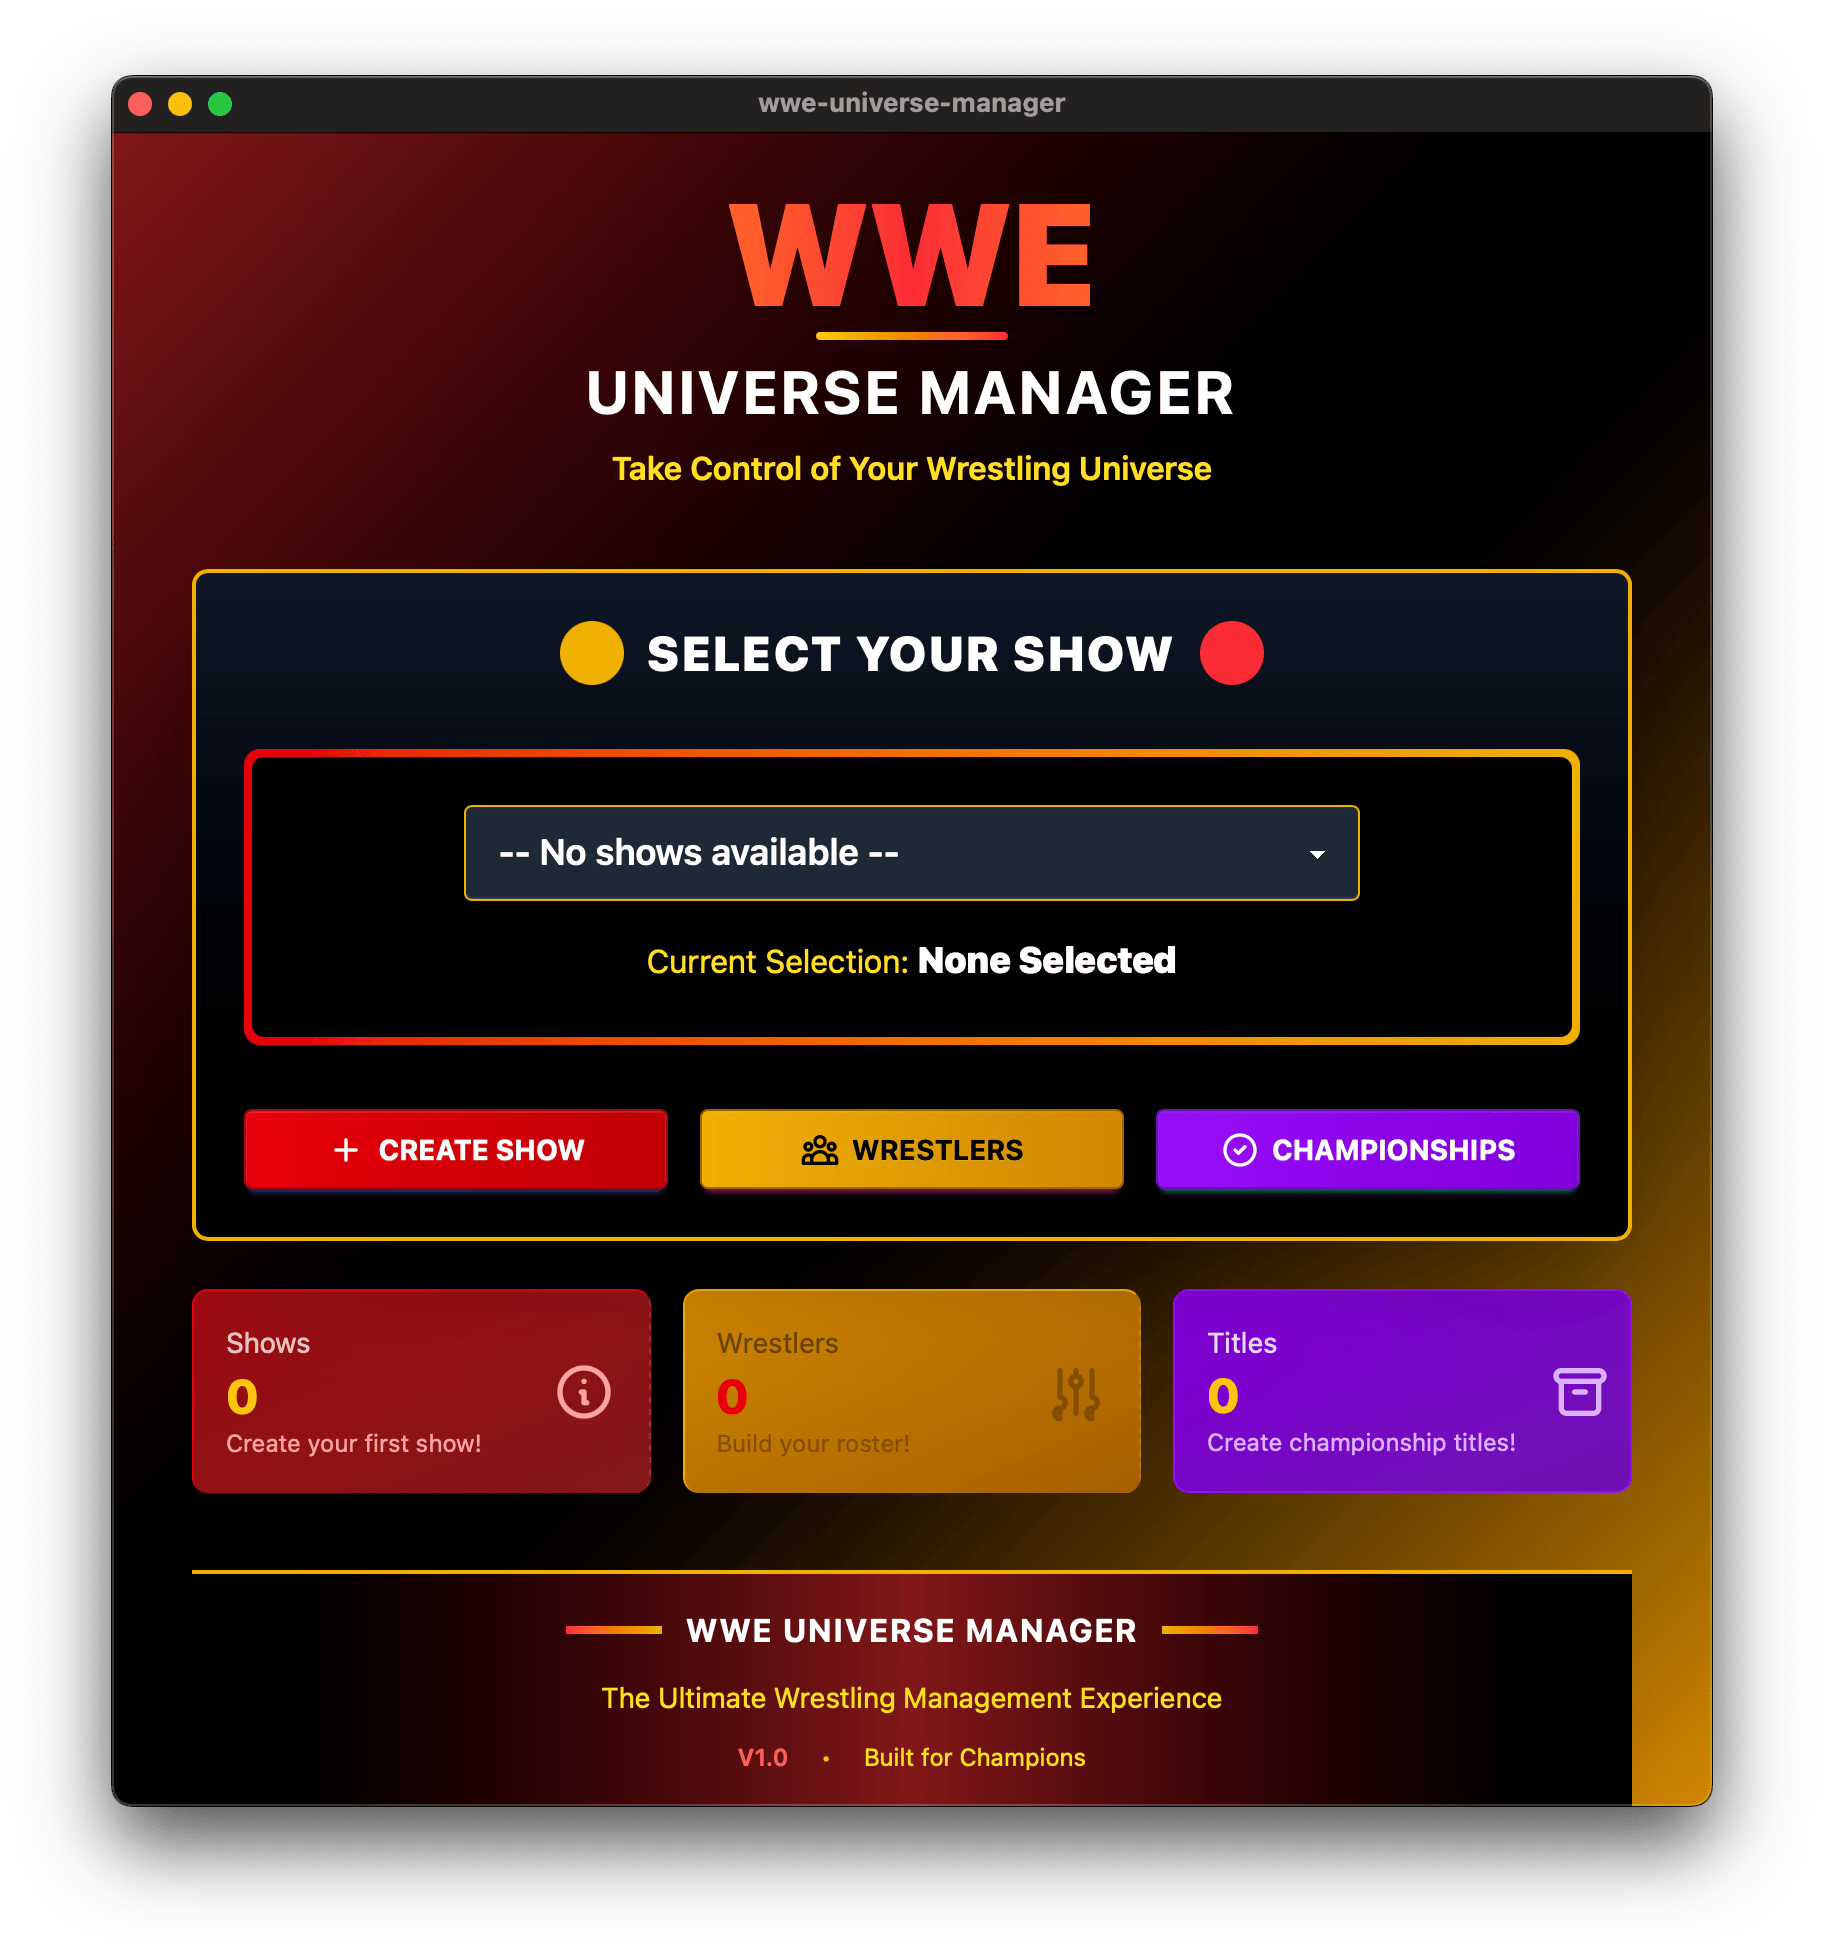 wwe-universe-manager
WWE
UNIVERSE MANAGER
Take Control of Your Wrestling Universe
SELECT YOUR SHOW
-- No shows available --
Current Selection: None Selected
CREATE SHOW
WRESTLERS
CHAMPIONSHIPS
Shows
0
Create your first show!
Wrestlers
0
Build your roster!
Titles
0
Create championship titles!
WWE UNIVERSE MANAGER
The Ultimate Wrestling Management Experience
V1.0 • Built for Champions